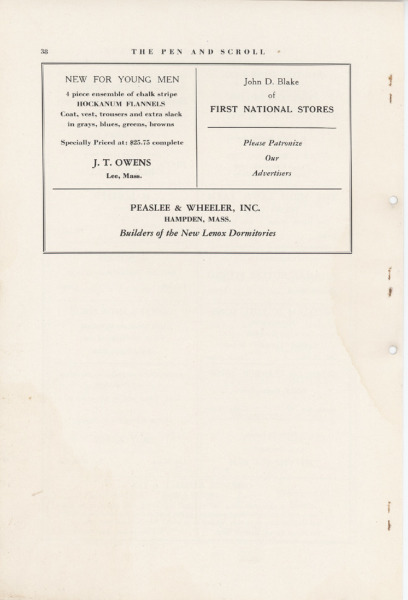 38
THE PEN AND SCROLL
NEW FOR YOUNG MEN
4 piece ensemble of chalk stripe
HOCKANUM FLANNELS
Coat, vest, trousers and extra slack
in grays, blues, greens, browns
Specially Priced at: $25.75 complete
J. T. OWENS
Lee, Mass.
John D. Blake
of
FIRST NATIONAL STORES
Please Patronize
Our
Advertisers
PEASLEE & WHEELER, INC.
HAMPDEN, MASS.
Builders of the New Lenox Dormitories